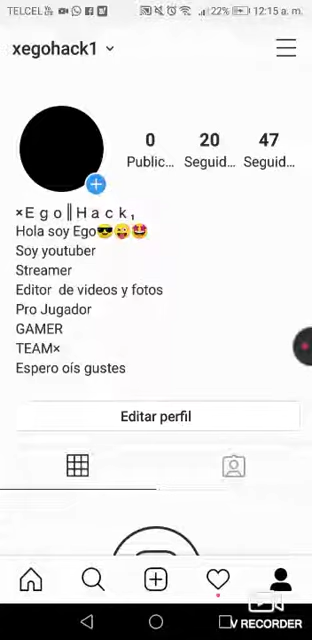 TELCEL 22% 12:15 a. m.
xegohack1
0 20 47
Public... Seguid... Seguid...
×Ego║Hack,
Hola soy Ego😎😜🤩
Soy youtuber
Streamer
Editor de videos y fotos
Pro Jugador
GAMER
TEAM×
Espero oís gustes
Editar perfil
V RECORDER